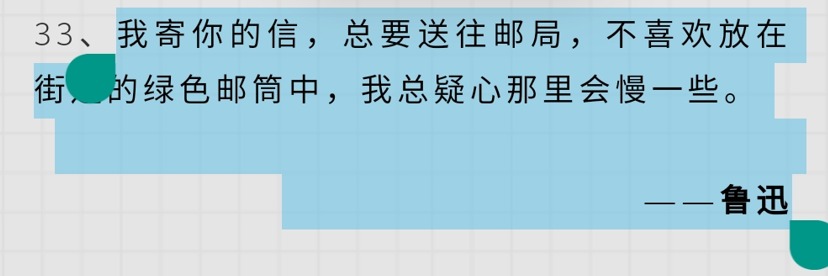 33、我寄你的信，总要送往邮局，不喜欢放在
街的绿色邮筒中，我总疑心那里会慢一些。
——鲁迅